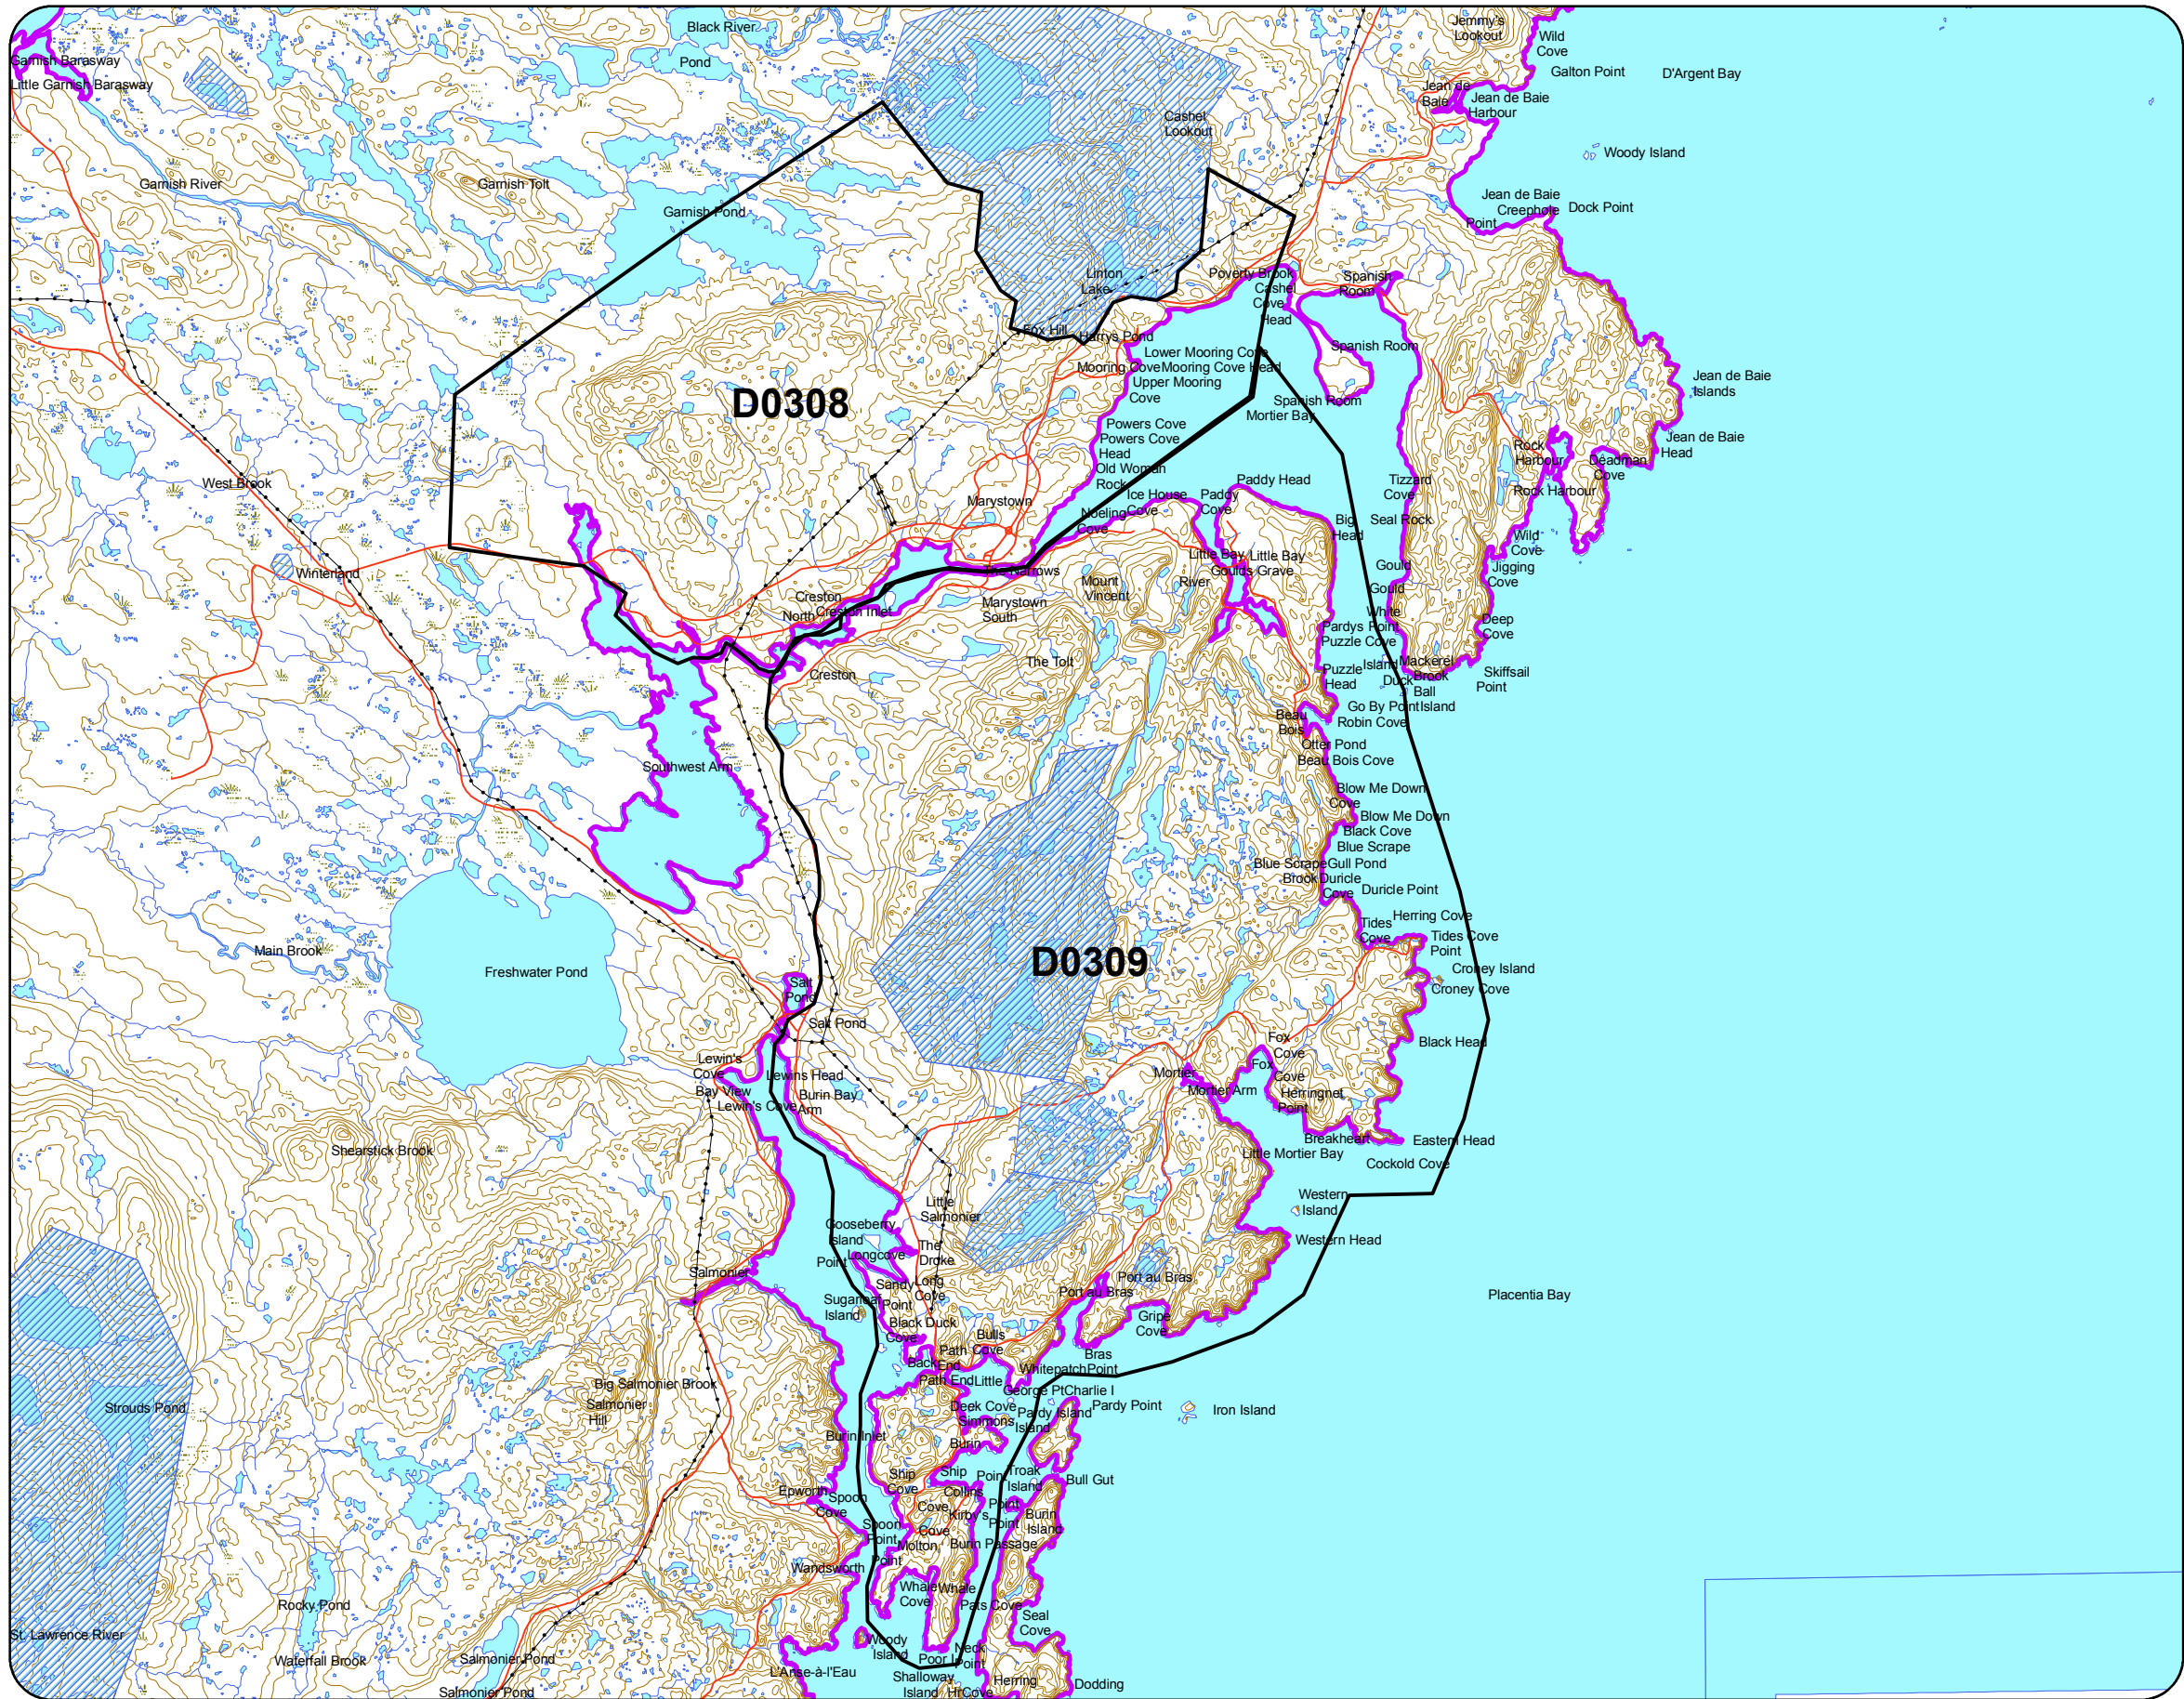 Black River
Pond
Jemmy's
Lookout
Wild
Cove
Galton Point
D'Argent Bay
Garnish Barasway
Little Garnish Barasway
Jean de
Baie
Jean de Baie
Harbour
Cashel
Lookout
Woody Island
Garnish River
Garnish Tolt
Garnish Pond
Jean de Baie
Creephole
Point
Dock Point
Linton
Lake
Poverty Brook
Cashel
Cove
Head
Spanish
Room
Fox Hill
Harrys Pond
Lower Mooring Cove
Mooring Cove
Mooring Cove Head
Upper Mooring
Cove
Spanish Room
Jean de Baie
Islands
D0308
Spanish Room
Mortier Bay
Powers Cove
Powers Cove
Head
Old Woman
Rock
Jean de Baie
Head
Rock
Harbour
Deadman
Cove
West Brook
Marystown
Ice House
Cove
Noeling
Cove
Paddy
Cove
Paddy Head
Tizzard
Cove
Rock Harbour
Big
Head
Seal Rock
Wild
Cove
Winterland
The Narrows
Little Bay
Little Bay
Goulds Grave
Gould
Jigging
Cove
Mount
Vincent
River
Gould
Creston
North
Creston Inlet
Marystown
South
White
Pardys Point
Puzzle Cove
Deep
Cove
The Tolt
Creston
Puzzle
Head
Island
Mackerel
Brook
Duck
Ball
Island
Skiffsail
Point
Go By Point
Robin Cove
Beau
Bois
Otter Pond
Beau Bois Cove
Southwest Arm
Blow Me Down
Cove
Blow Me Down
Black Cove
Blue Scrape
Blue Scrape
Brook
Gull Pond
Duricle
Cove
Duricle Point
Tides
Cove
Herring Cove
Tides Cove
Point
Main Brook
Freshwater Pond
D0309
Croney Island
Croney Cove
Salt
Pond
Salt Pond
Fox
Cove
Black Head
Lewin's
Cove
Lewins Head
Bay View
Lewin's Cove
Burin Bay
Arm
Mortier
Mortier Arm
Fox
Cove
Herringnet
Point
Shearstick Brook
Breakheart
Eastern Head
Little Mortier Bay
Cockold Cove
Little
Salmonier
Western
Island
Gooseberry
Island
Longcove
Point
The
Droke
Western Head
Salmonier
Sandy
Point
Long
Cove
Port au Bras
Port au Bras
Placentia Bay
Sugarloaf
Island
Black Duck
Cove
Gripe
Cove
Bulls
Cove
Path
End
Back
Bras
Point
Whitepatch
Big Salmonier Brook
Path End
Little
George Pt
Charlie I
Strouds Pond
Salmonier
Hill
Deek Cove
Simmons
Pardy Island
Island
Pardy Point
Iron Island
Burin Inlet
Burin
Ship
Cove
Ship
Cove
Point
Troak
Island
Bull Gut
Epworth
Spoon
Cove
Collins
Cove
Point
Kirby's
Point
Burin
Island
Spoon
Point
Molton
Point
Burin Passage
Wandsworth
Whale
Cove
Whale
Pats Cove
Rocky Pond
Seal
Cove
St. Lawrence River
Woody
Island
Neck
Point
Poor I
Waterfall Brook
Salmonier Pond
L'Anse-à-l'Eau
Shalloway
Island
Herring
Dodding
Salmonier Pond
Cove